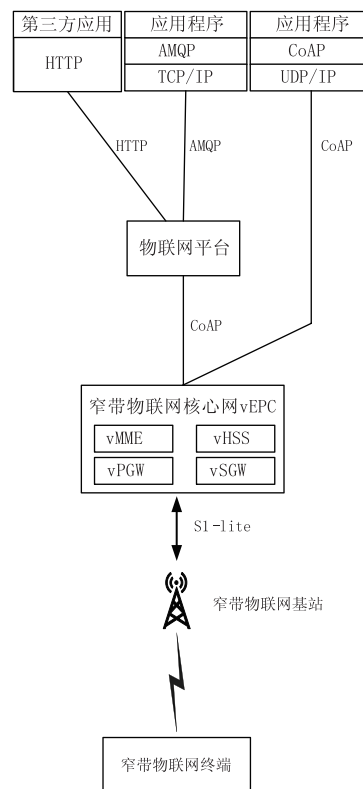 第三方应用
HTTP
应用程序
AMQP
TCP/IP
应用程序
CoAP
UDP/IP
HTTP
AMQP
CoAP
物联网平台
CoAP
窄带物联网核心网vEPC
vMME
vHSS
vPGW
vSGW
S1-lite
窄带物联网基站
窄带物联网终端